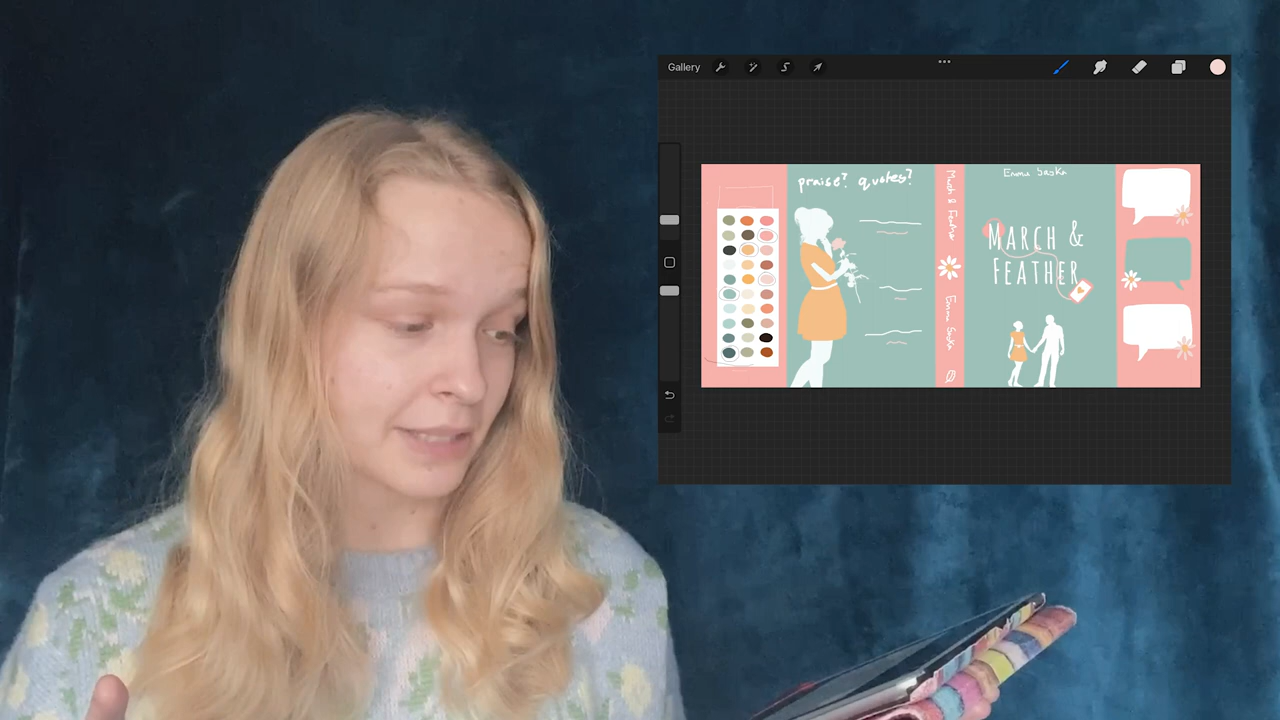 Gallery
praise? quotes?
March & Feather
Emma Saska
Emma Saska
MARCH &
FEATHER